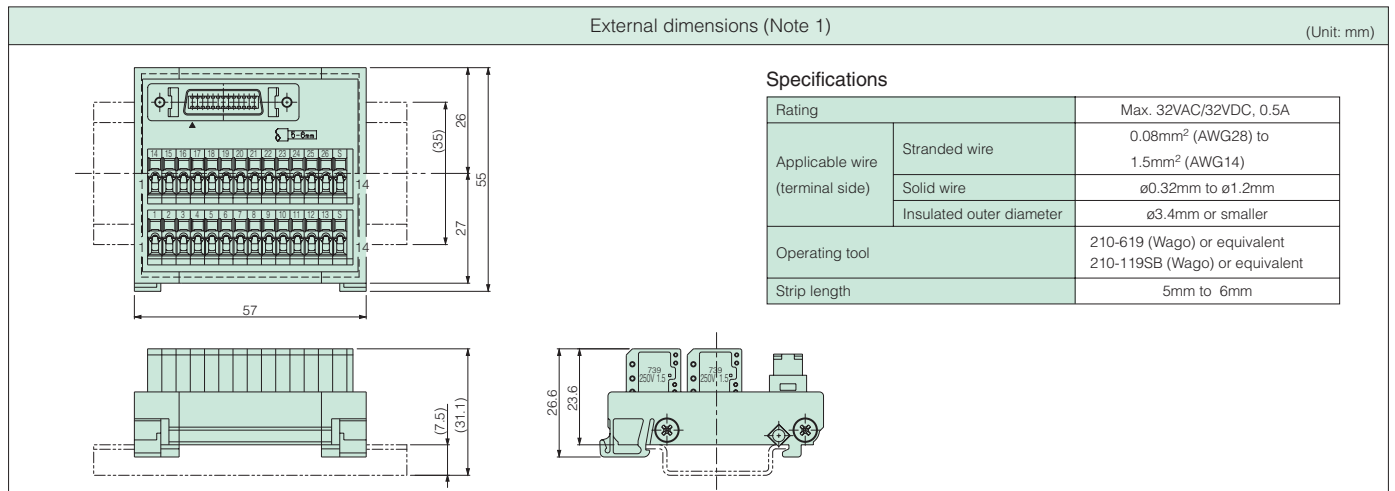 External dimensions (Note 1)
(Unit: mm)
5-6mm
14 15 16 17 18 19 20 21 22 23 24 25 26 S
1 14
1 2 3 4 5 6 7 8 9 10 11 12 13 S
1 14
(35)
26
27
55
57
Specifications
Rating Max. 32VAC/32VDC, 0.5A
Applicable wire
(terminal side)
Stranded wire
0.08mm² (AWG28) to
1.5mm² (AWG14)
Solid wire ø0.32mm to ø1.2mm
Insulated outer diameter ø3.4mm or smaller
Operating tool
210-619 (Wago) or equivalent
210-119SB (Wago) or equivalent
Strip length 5mm to 6mm
(7.5)
(31.1)
26.6
23.6
739
250V 1.5
739
250V 1.5